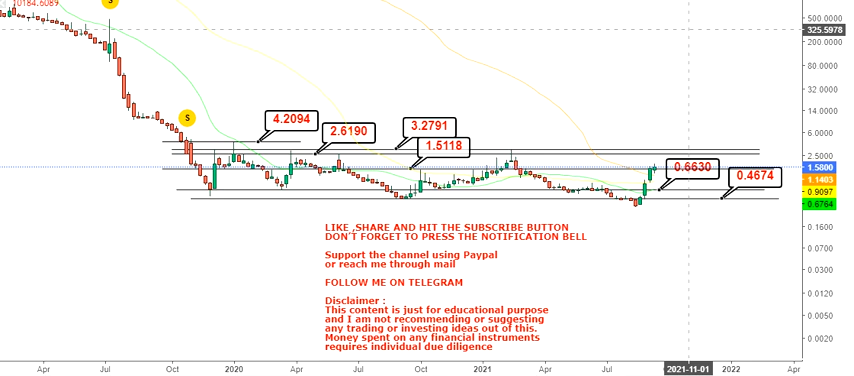 10184.6089
S
500.0000
325.5978
200.0000
80.0000
32.0000
14.0000
S
4.2094
2.6190
3.2791
1.5118
6.0000
2.5000
0.6630
0.4674
1.5800
1.1403
0.9097
0.6764
LIKE ,SHARE AND HIT THE SUBSCRIBE BUTTON
DON'T FORGET TO PRESS THE NOTIFICATION BELL
0.1600
0.0700
Support the channel using Paypal
or reach me through mail
0.0300
FOLLOW ME ON TELEGRAM
0.0120
Disclaimer :
This content is just for educational purpose
and I am not recommending or suggesting
any trading or investing ideas out of this.
Money spent on any financial instruments
requires individual due diligence
0.0050
0.0020
Apr Jul Oct 2020 Apr Jul Oct 2021 Apr Jul 2021-11-01 2022 Apr